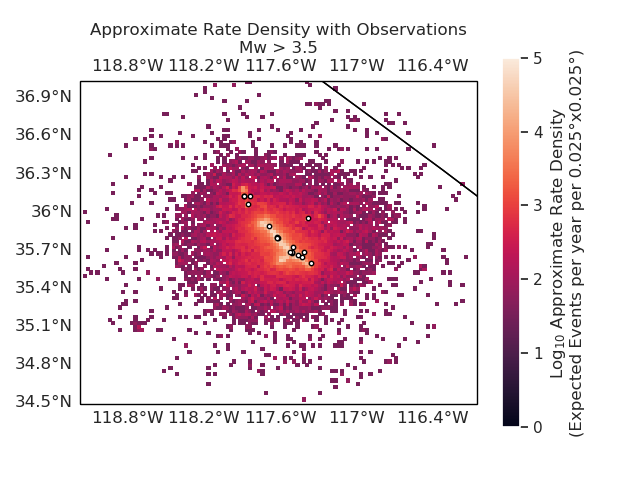 Approximate Rate Density with Observations
Mw > 3.5
118.8°W 118.2°W 117.6°W 117°W 116.4°W
36.9°N
36.6°N
36.3°N
36°N
35.7°N
35.4°N
35.1°N
34.8°N
34.5°N
118.8°W 118.2°W 117.6°W 117°W 116.4°W
5
4
3
2
1
0
Log₁₀ Approximate Rate Density
(Expected Events per year per 0.025°x0.025°)